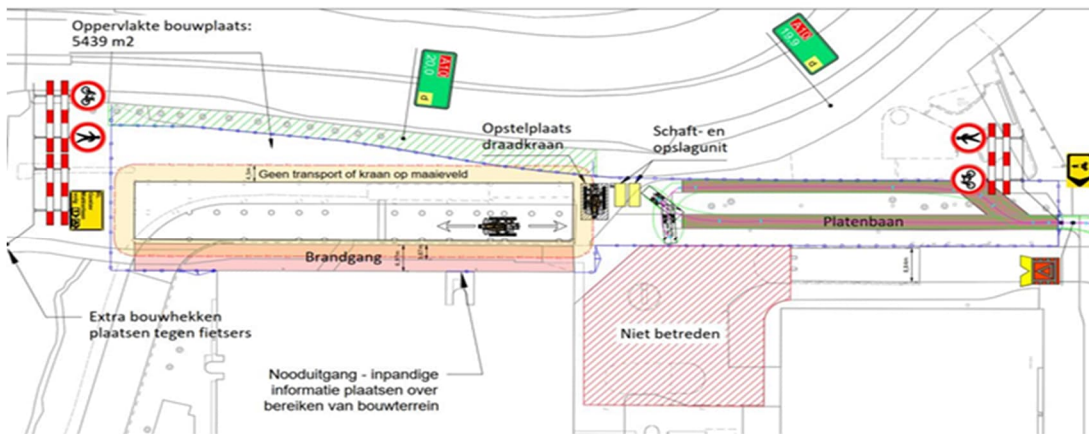 Oppervlakte bouwplaats:
5439 m2
A10
20,0
P
A10
19,9
P
Opstelplaats
draadkraan
Schaft- en
opslagunit
Geen transport of kraan op maaieveld
Platenbaan
Brandgang
Niet betreden
Extra bouwhekken
plaatsen tegen fietsers
Nooduitgang - inpandige
informatie plaatsen over
bereiken van bouwterrein